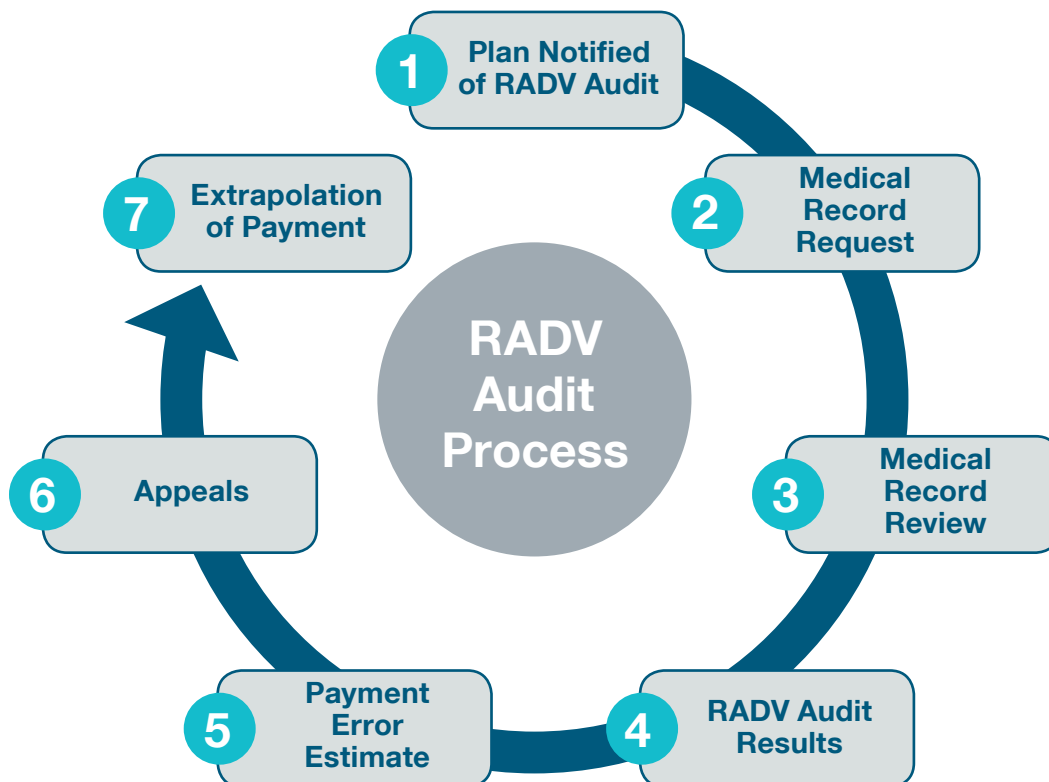 1
Plan Notified
of RADV Audit
2
Medical
Record
Request
3
Medical
Record
Review
4
RADV Audit
Results
5
Payment
Error
Estimate
6
Appeals
7
Extrapolation
of Payment
RADV
Audit
Process